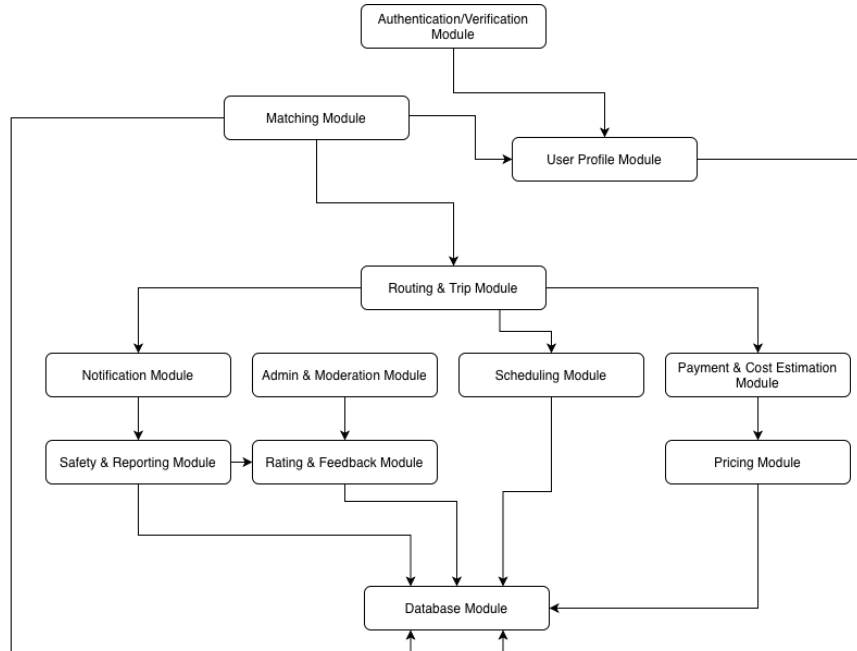 Authentication/Verification
Module
Matching Module
User Profile Module
Routing & Trip Module
Notification Module
Admin & Moderation Module
Scheduling Module
Payment & Cost Estimation
Module
Safety & Reporting Module
Rating & Feedback Module
Pricing Module
Database Module